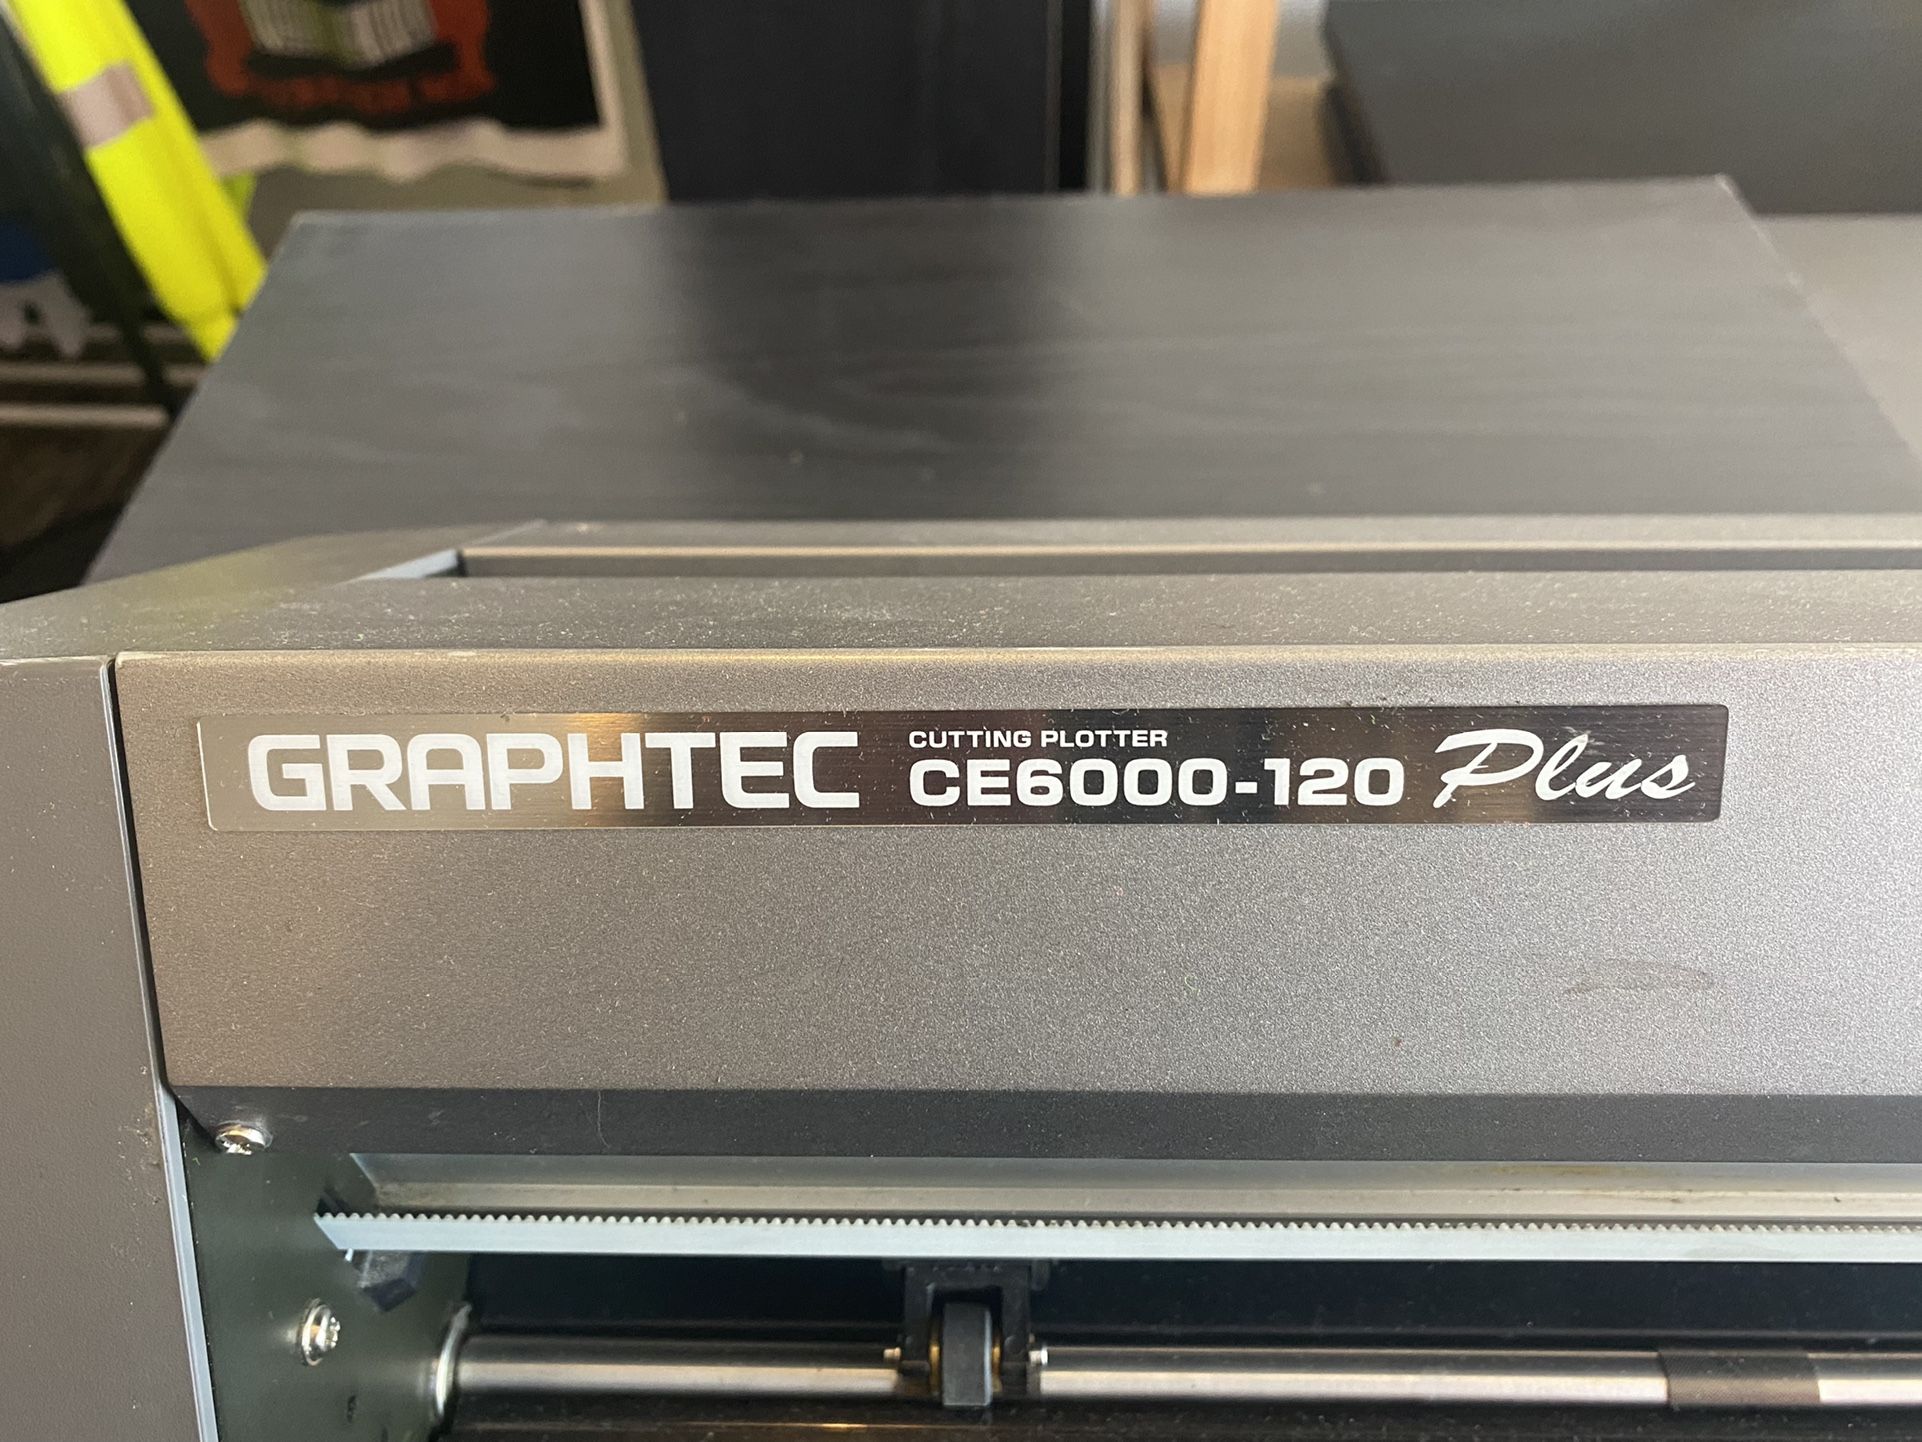 GRAPHTEC
CUTTING PLOTTER
CE6000-120 Plus